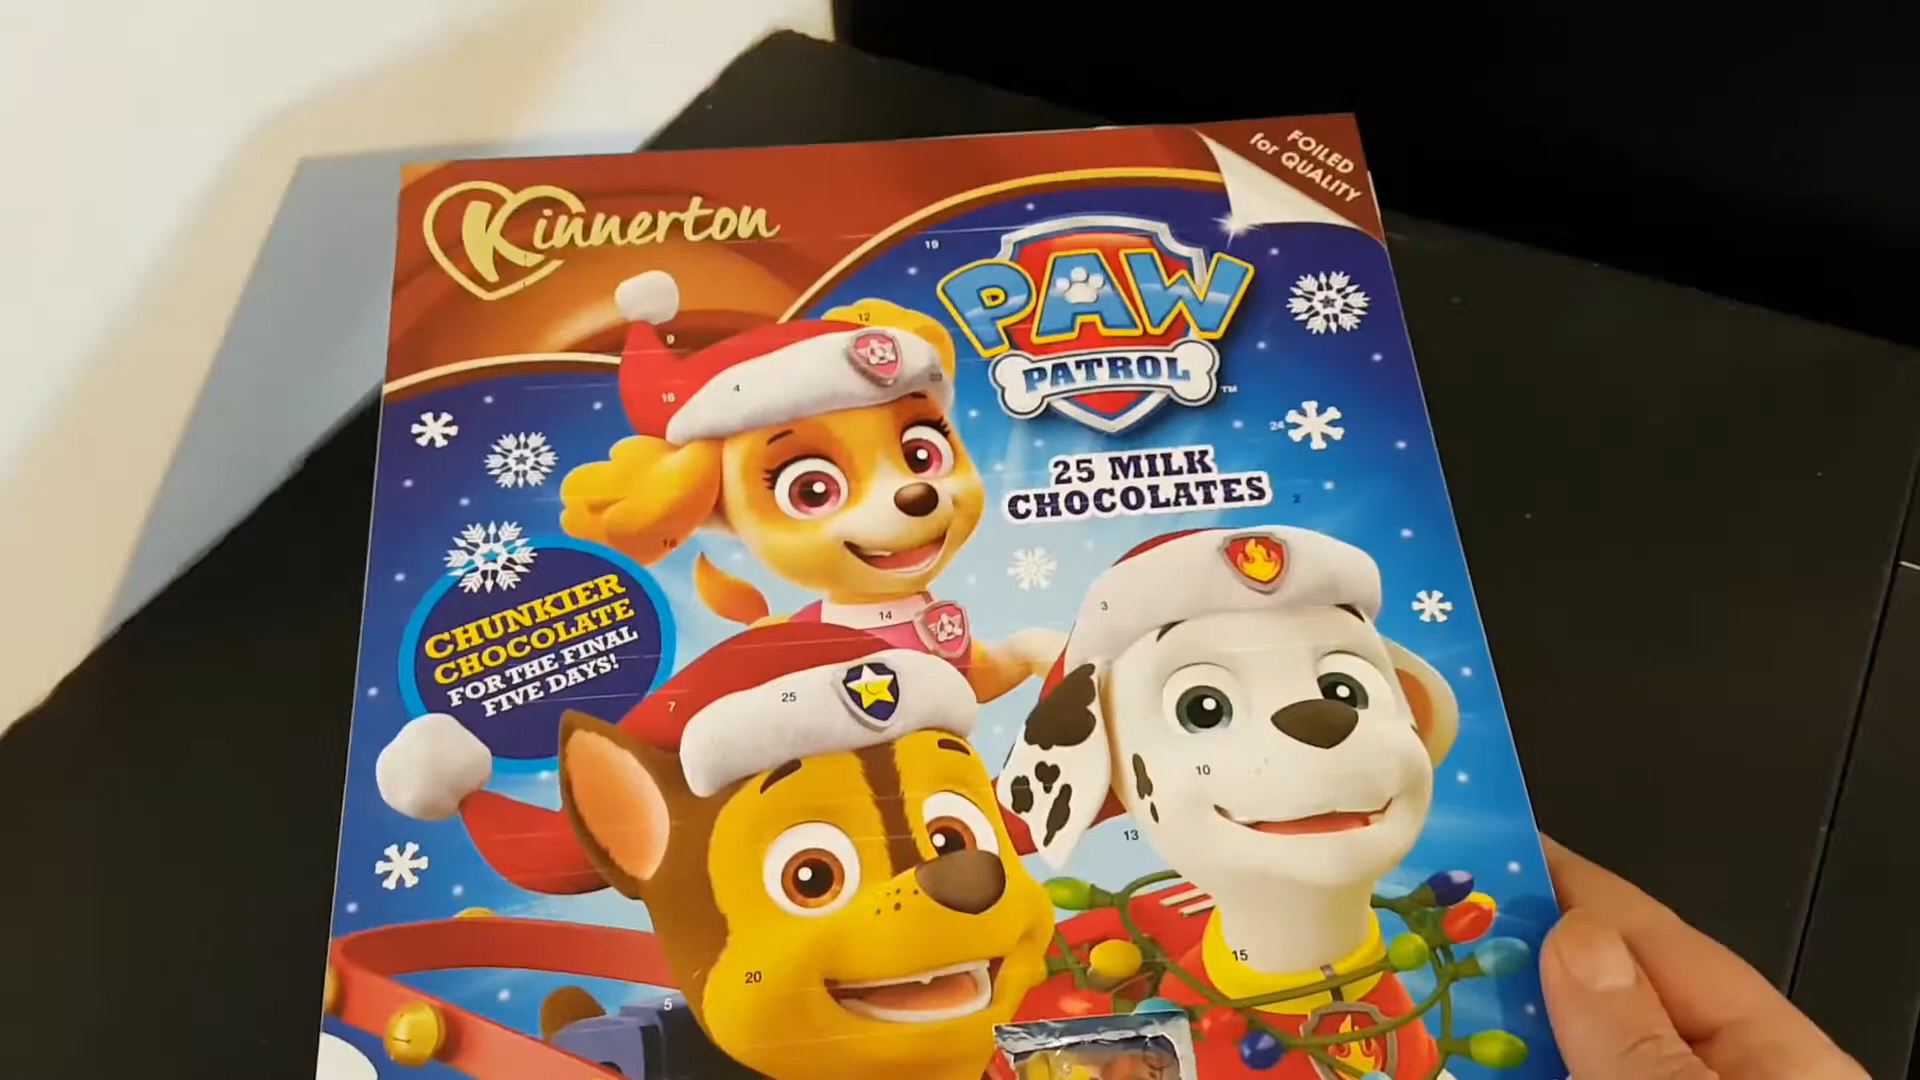 FOILED
for QUALITY
Kinnerton
19
PAW
PATROL
TM
12
9
4
16
24
25 MILK
CHOCOLATES
2
18
CHUNKIER
CHOCOLATE
FOR THE FINAL
FIVE DAYS!
3
14
25
7
10
13
15
20
5